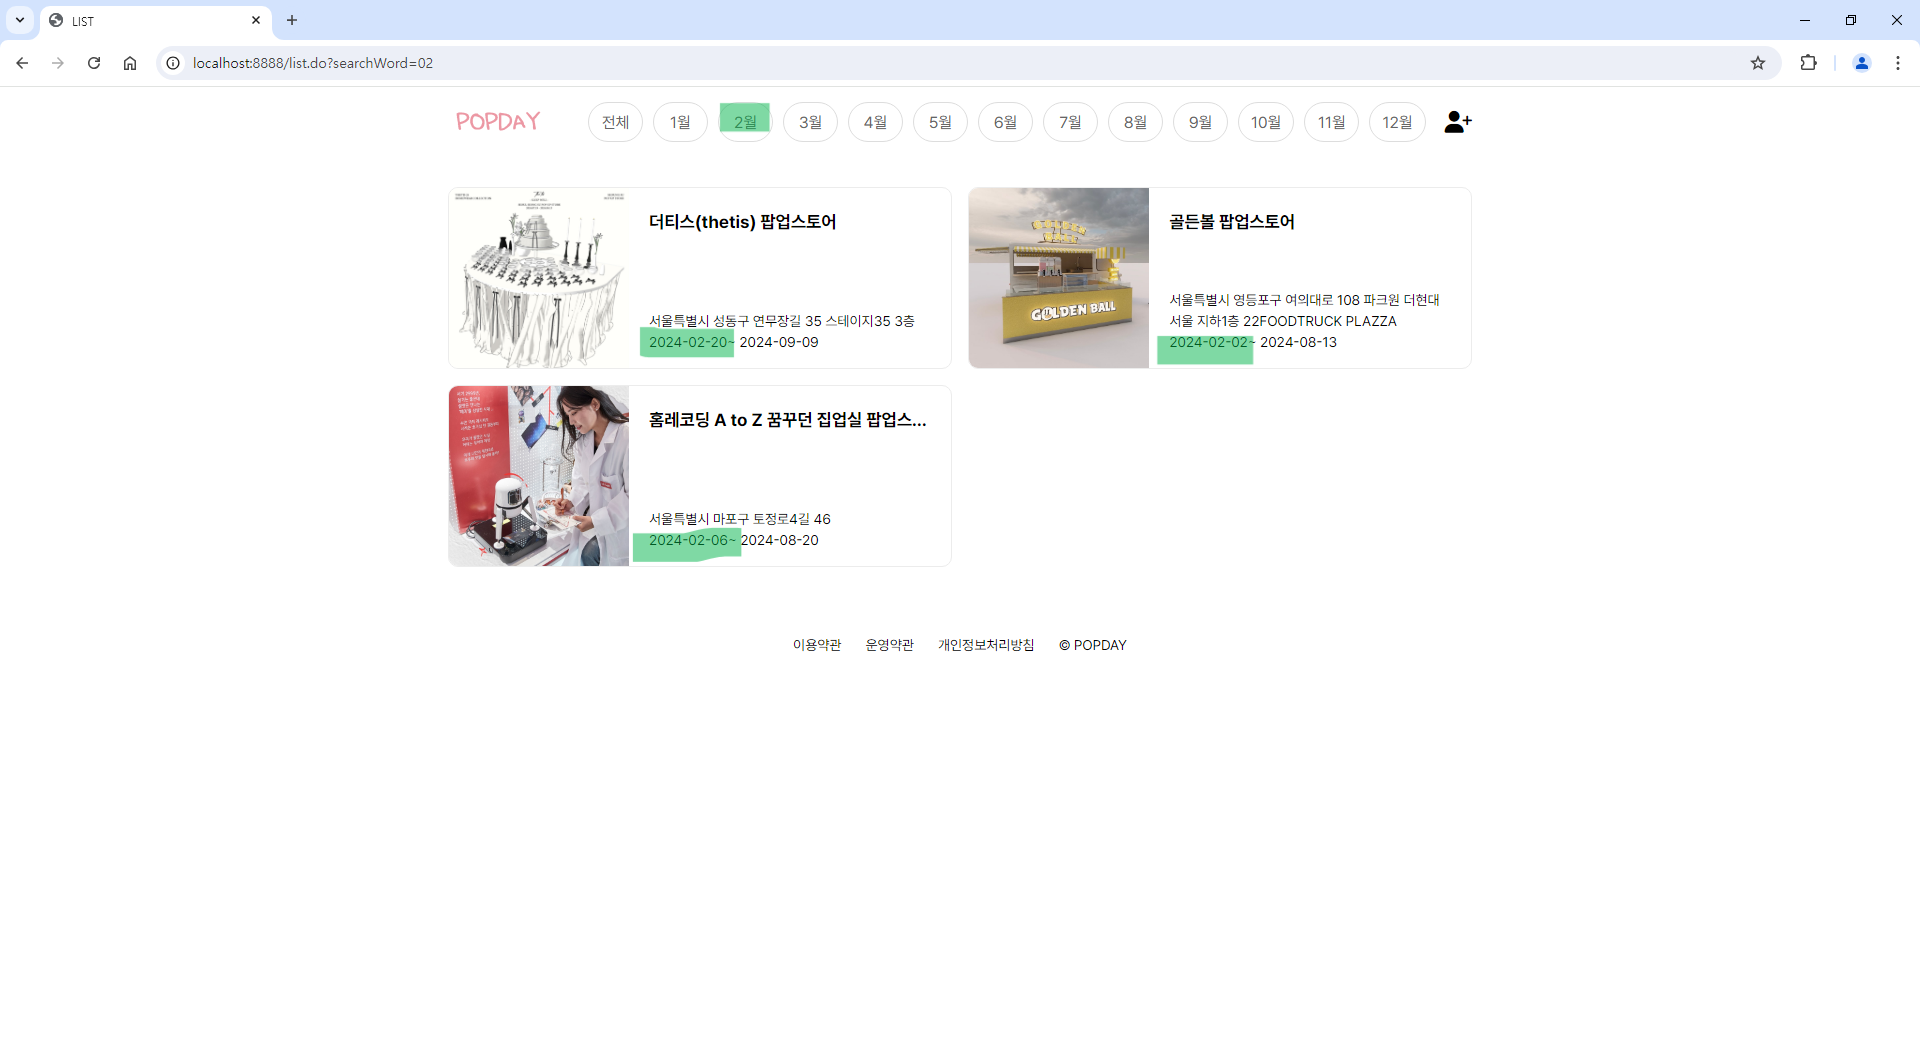 LIST
localhost:8888/list.do?searchWord=02
POPDAY
전체 1월 2월 3월 4월 5월 6월 7월 8월 9월 10월 11월 12월
더티스(thetis) 팝업스토어
서울특별시 성동구 연무장길 35 스테이지35 3층
2024-02-20~ 2024-09-09
GOLDEN BALL
골든볼 팝업스토어
서울특별시 영등포구 여의대로 108 파크원 더현대
서울 지하1층 22FOODTRUCK PLAZZA
2024-02-02~ 2024-08-13
홈레코딩 A to Z 꿈꾸던 집업실 팝업스...
서울특별시 마포구 토정로4길 46
2024-02-06~ 2024-08-20
이용약관 운영약관 개인정보처리방침 © POPDAY